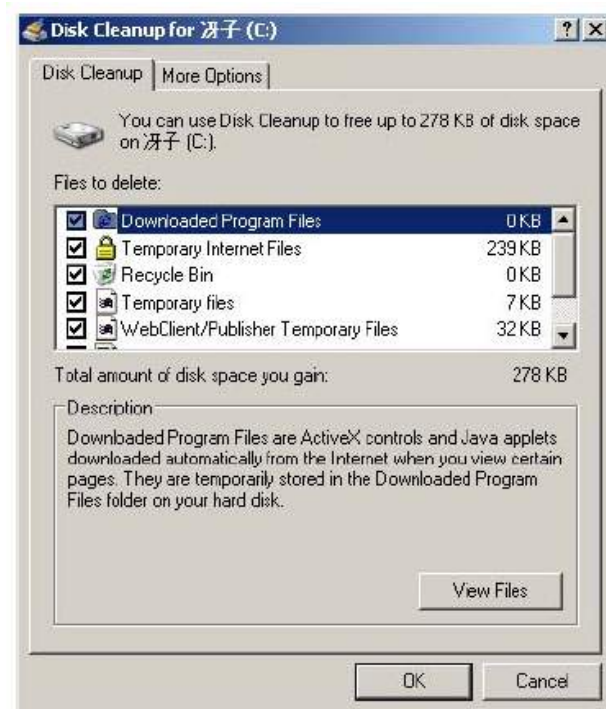 Disk Cleanup for 冴子 (C:)
Disk Cleanup
More Options
You can use Disk Cleanup to free up to 278 KB of disk space
on 冴子 (C:).
Files to delete:
Downloaded Program Files 0 KB
Temporary Internet Files 239 KB
Recycle Bin 0 KB
Temporary files 7 KB
WebClient/Publisher Temporary Files 32 KB
Total amount of disk space you gain: 278 KB
Description
Downloaded Program Files are ActiveX controls and Java applets
downloaded automatically from the Internet when you view certain
pages. They are temporarily stored in the Downloaded Program
Files folder on your hard disk.
View Files
OK
Cancel